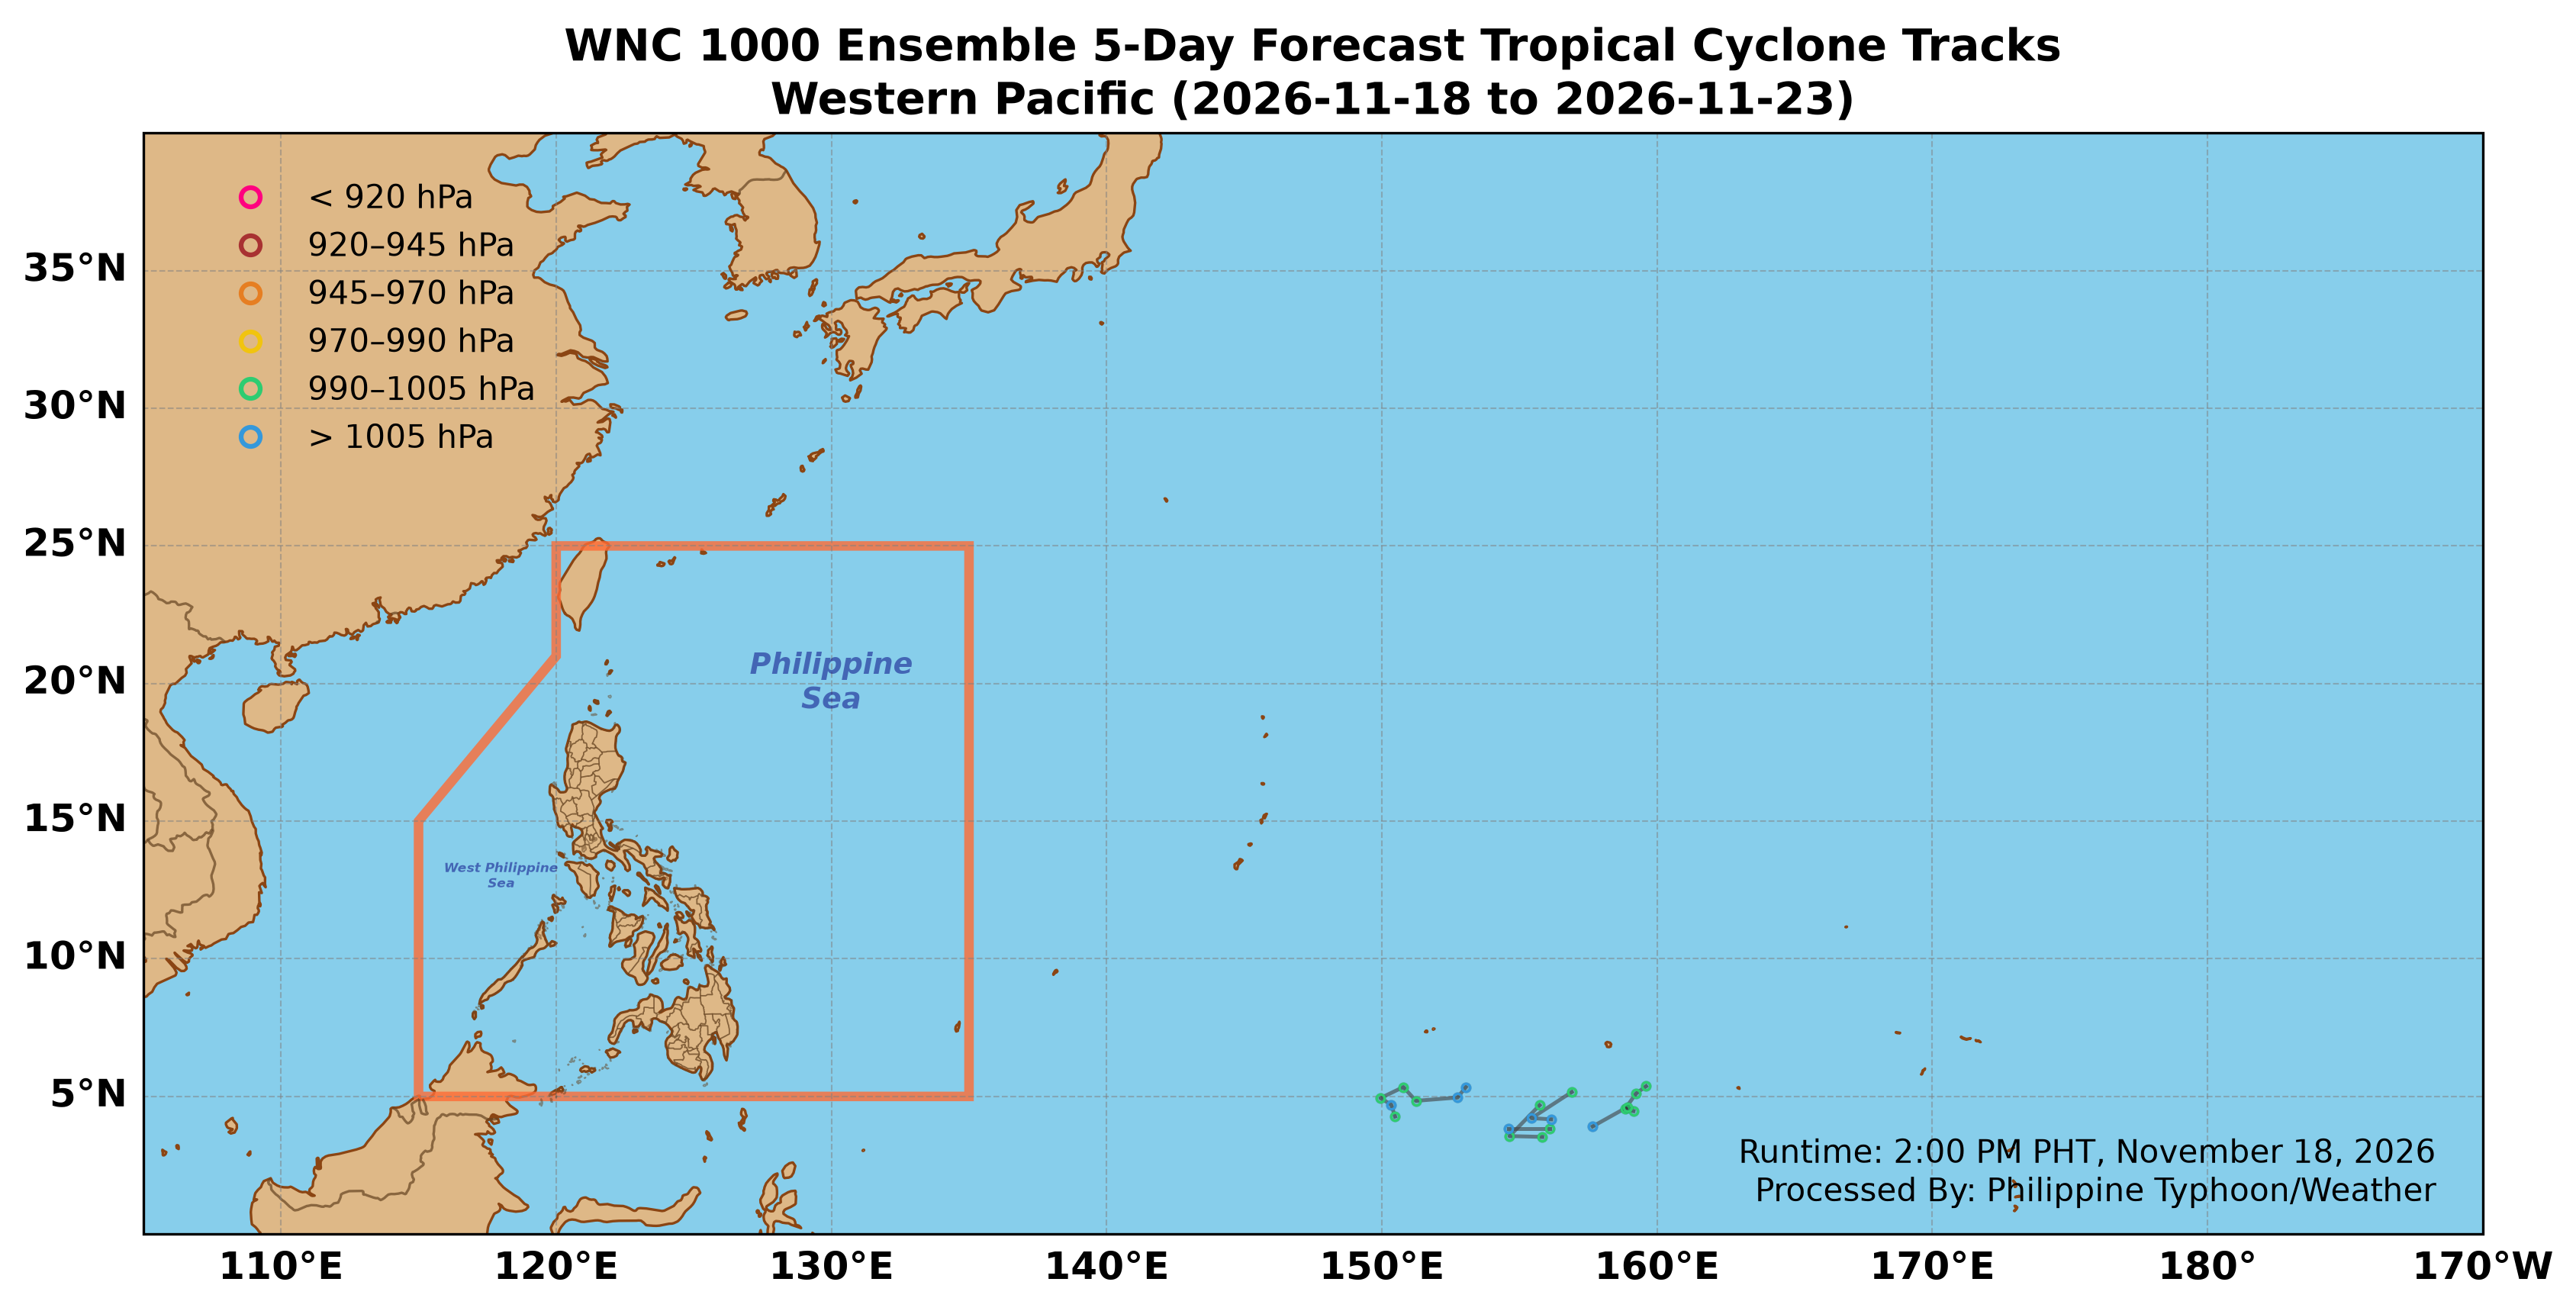 WNC 1000 Ensemble 5-Day Forecast Tropical Cyclone Tracks
Western Pacific (2026-11-18 to 2026-11-23)
< 920 hPa
920–945 hPa
945–970 hPa
970–990 hPa
990–1005 hPa
> 1005 hPa
35°N
30°N
25°N
20°N
15°N
10°N
5°N
Philippine
Sea
West Philippine
Sea
Runtime: 2:00 PM PHT, November 18, 2026
Processed By: Philippine Typhoon/Weather
110°E
120°E
130°E
140°E
150°E
160°E
170°E
180°
170°W